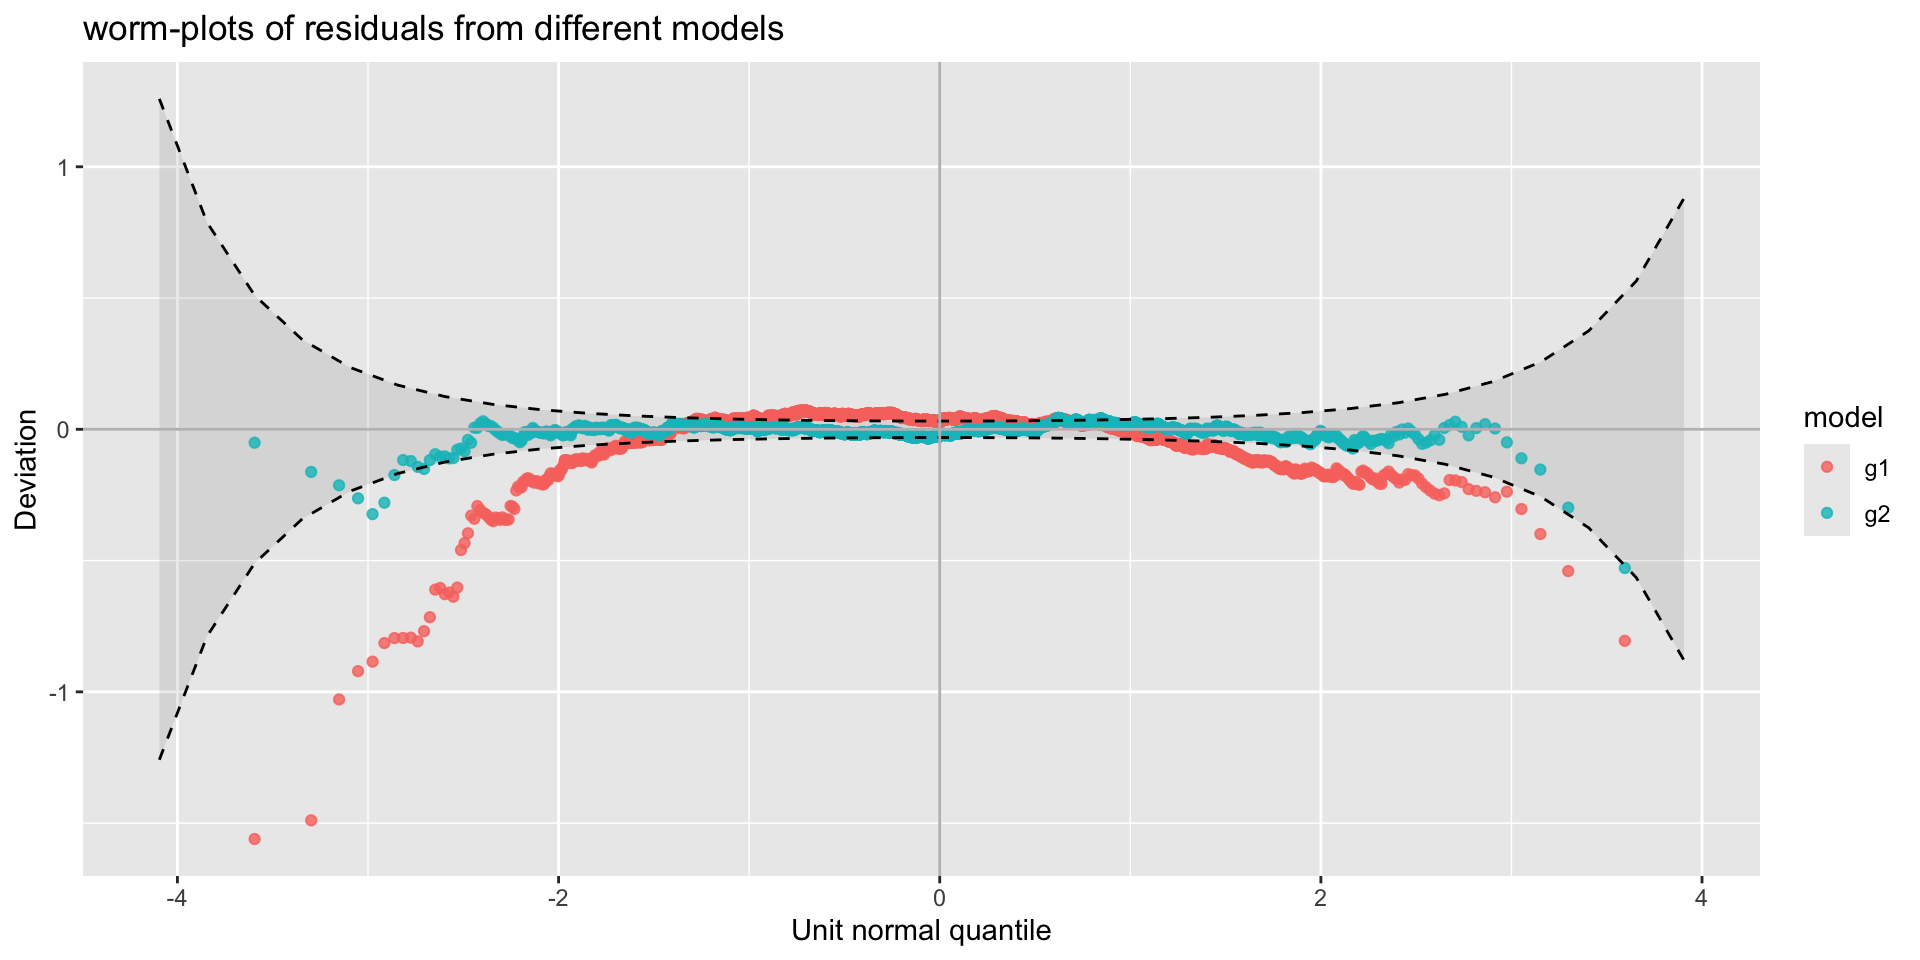 worm-plots of residuals from different models
Deviation
1
0
-1
-4
-2
0
2
4
Unit normal quantile
model
g1
g2